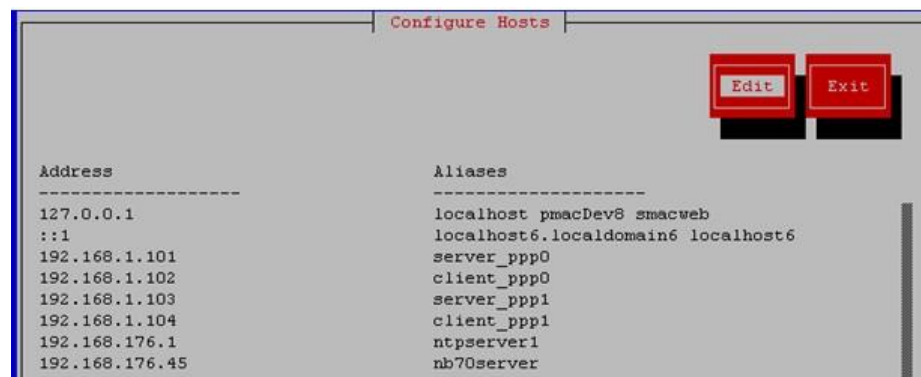 Configure Hosts
Edit Exit
Address Aliases
------------------- --------------------
127.0.0.1 localhost pmacDev8 smacweb
::1 localhost6.localdomain6 localhost6
192.168.1.101 server_ppp0
192.168.1.102 client_ppp0
192.168.1.103 server_ppp1
192.168.1.104 client_ppp1
192.168.176.1 ntpserver1
192.168.176.45 nb70server